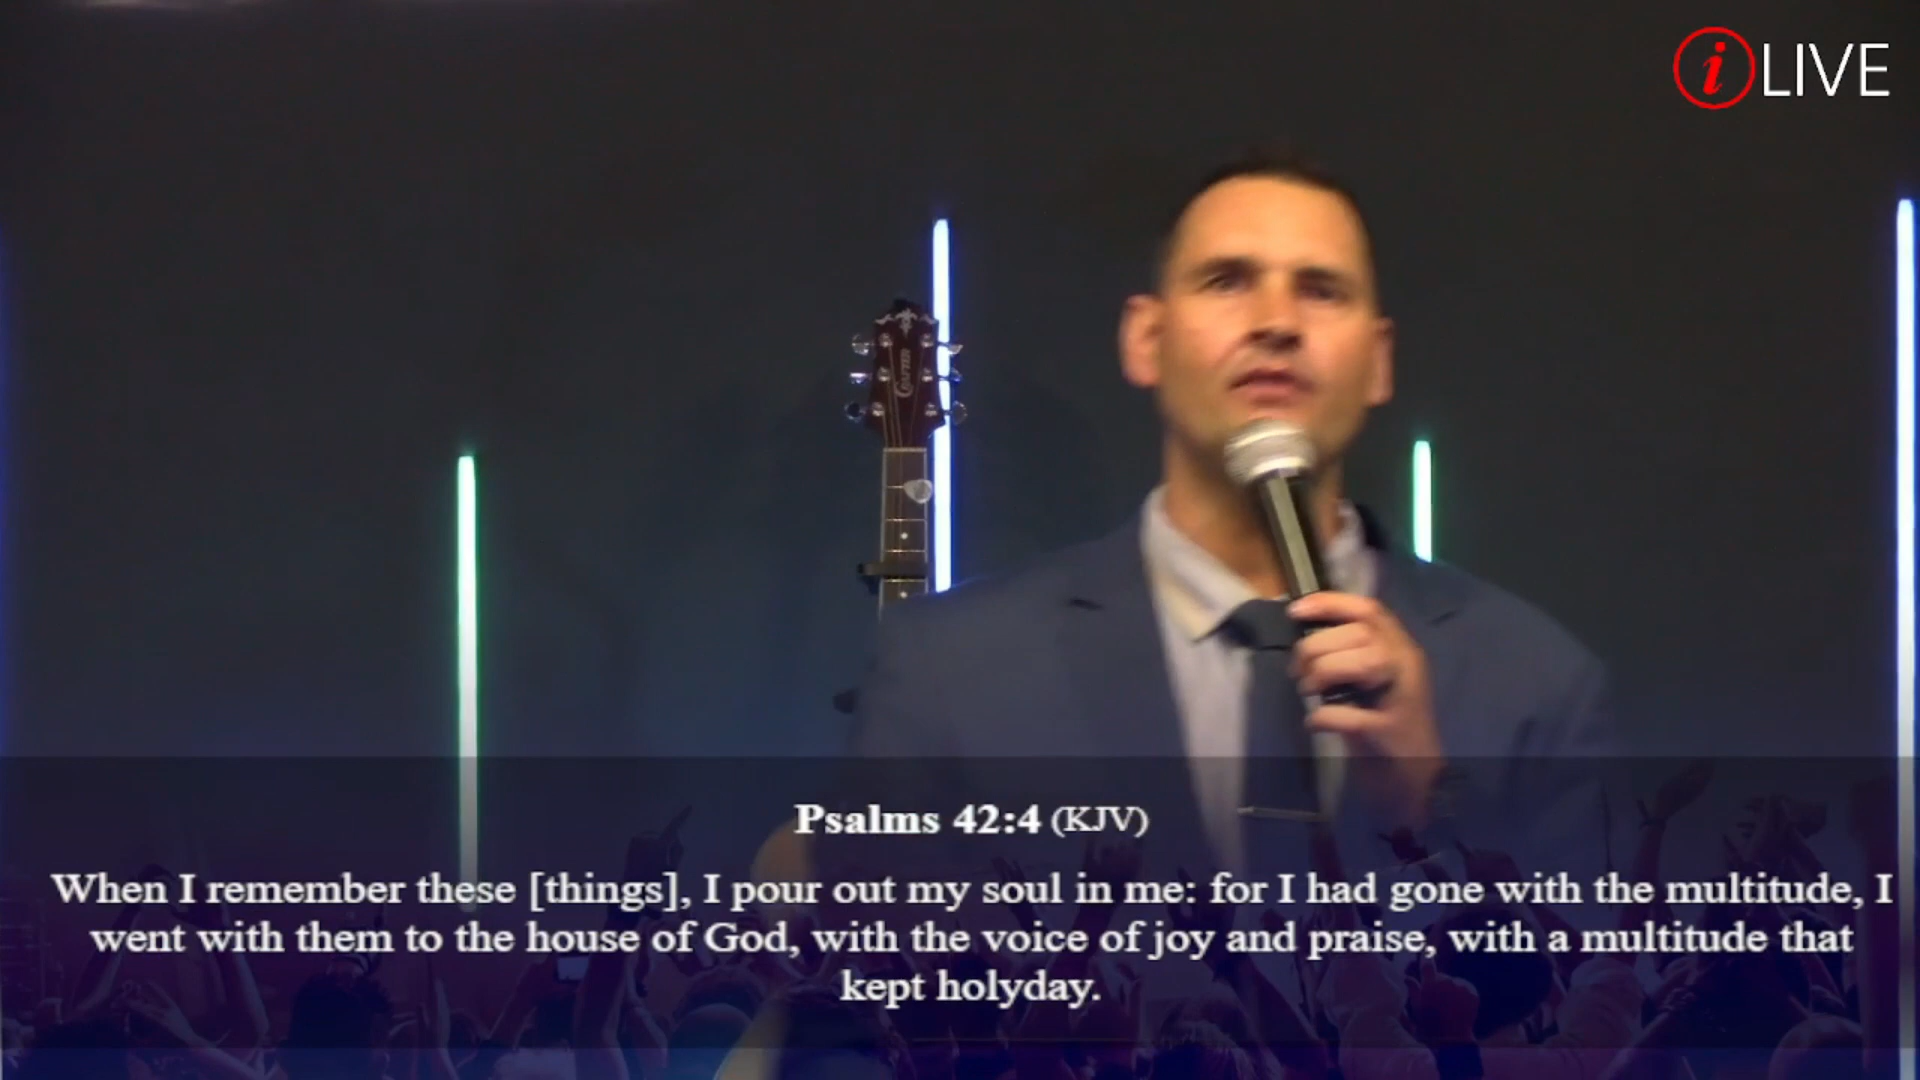 i LIVE
CRAFTER
Psalms 42:4 (KJV)
When I remember these [things], I pour out my soul in me: for I had gone with the multitude, I
went with them to the house of God, with the voice of joy and praise, with a multitude that
kept holyday.